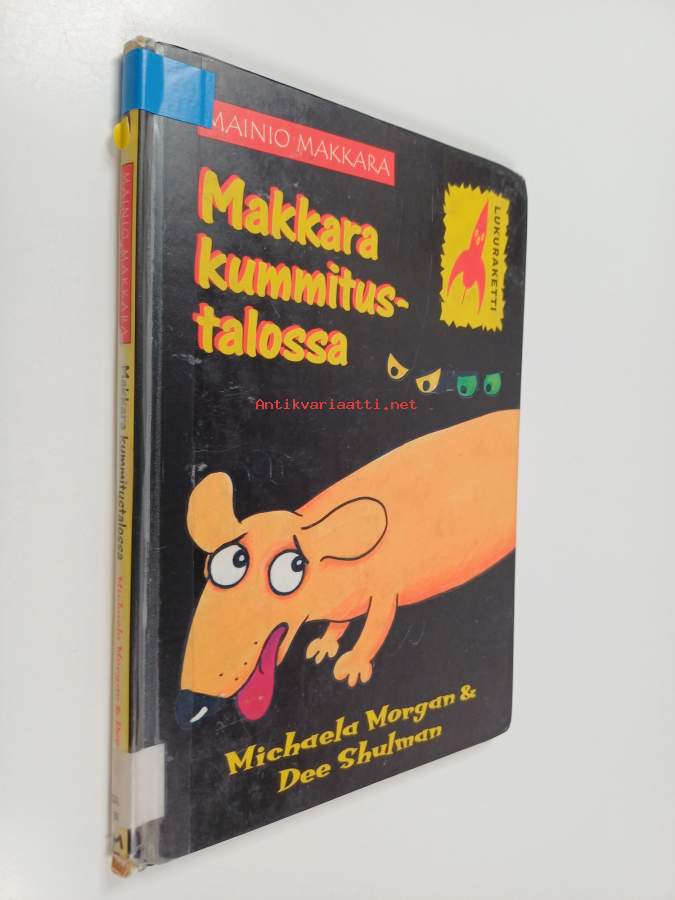 MAINIO MAKKARA
Makkara
kummitus-
talossa
LUKURAKETTI
Antikvariaatti.net
Michaela Morgan &
Dee Shulman
MAINIO MAKKARA
Makkara kummitustalossa
Michaela Morgan & Dee